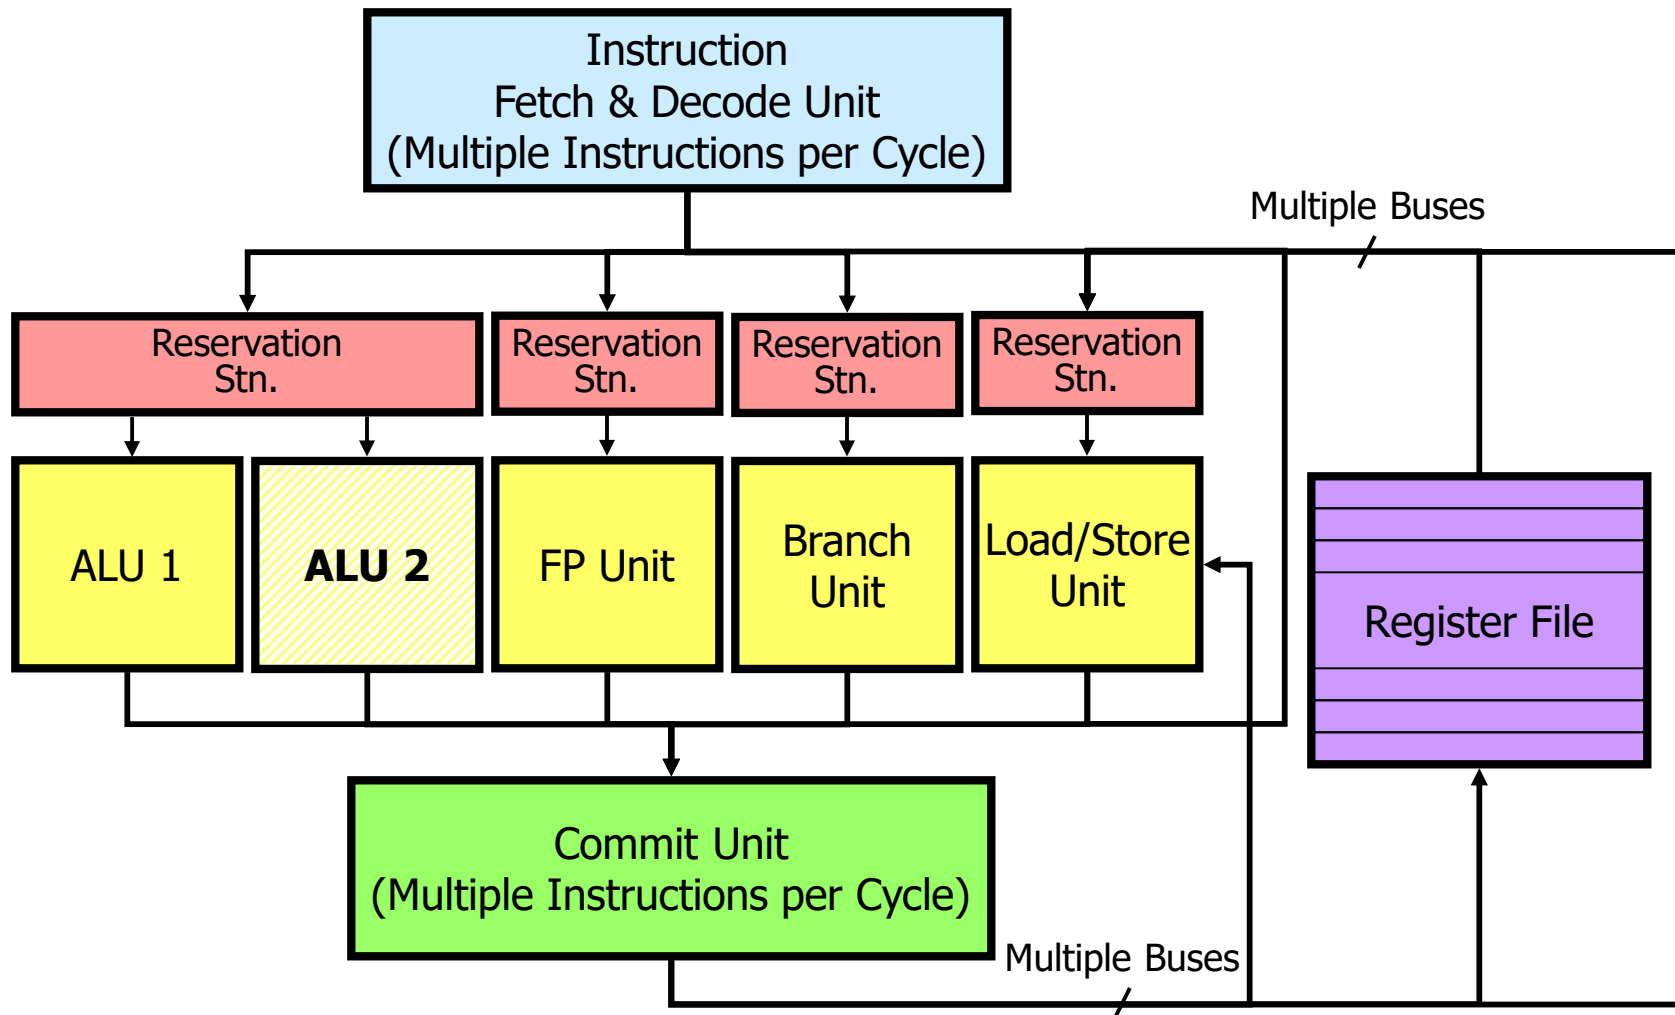 Instruction
Fetch & Decode Unit
(Multiple Instructions per Cycle)
Multiple Buses
Reservation
Stn.
Reservation
Stn.
Reservation
Stn.
Reservation
Stn.
ALU 1
ALU 2
FP Unit
Branch
Unit
Load/Store
Unit
Register File
Commit Unit
(Multiple Instructions per Cycle)
Multiple Buses